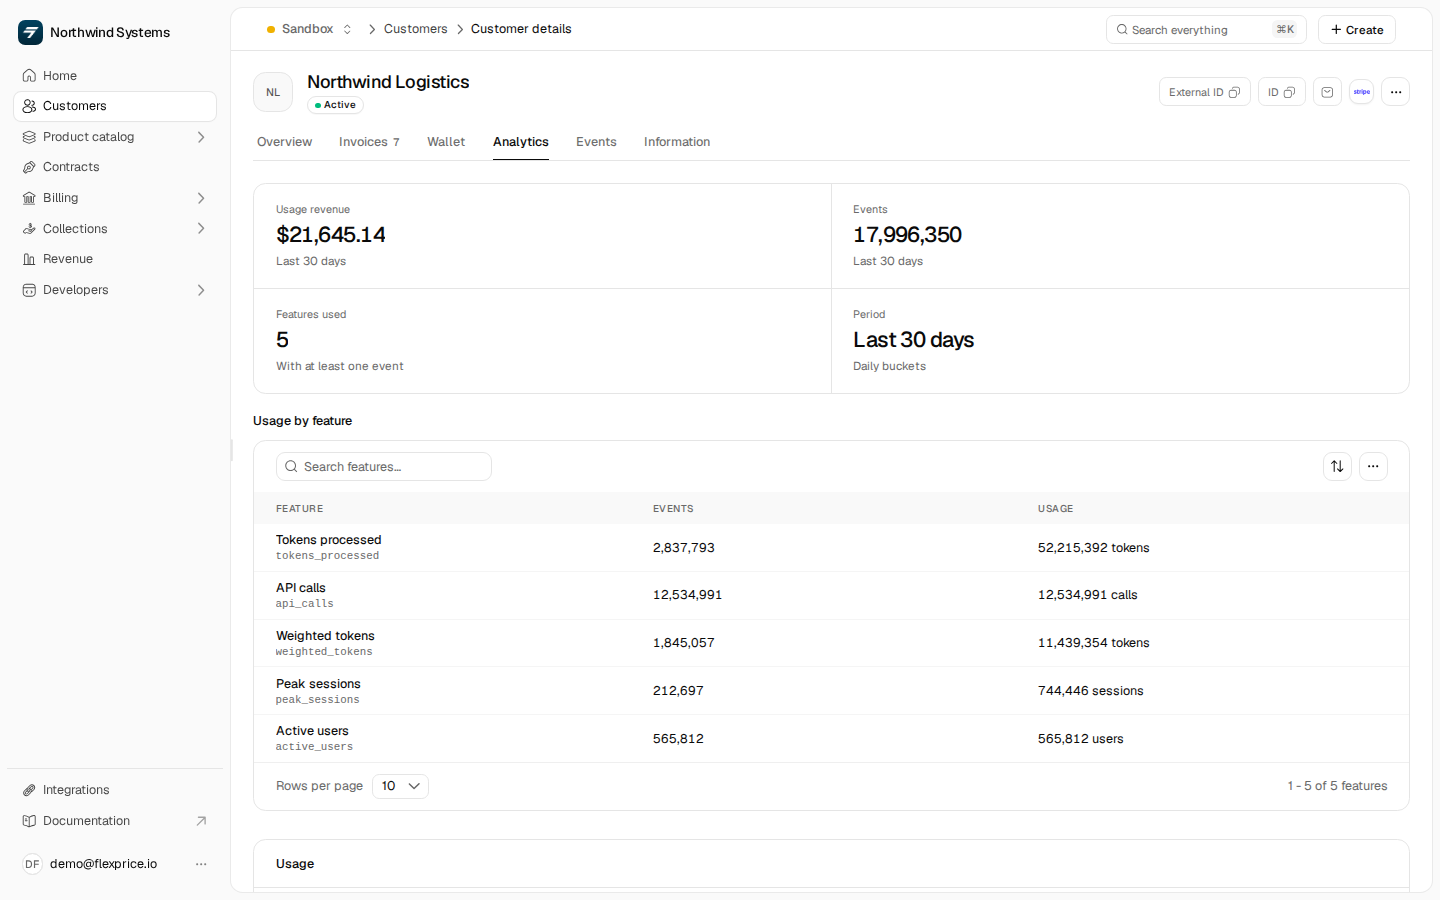 Northwind Systems
Home
Customers
Product catalog
Contracts
Billing
Collections
Revenue
Developers
Integrations
Documentation
DF demo@flexprice.io
Sandbox Customers Customer details
Search everything ⌘K
Create
NL
Northwind Logistics
Active
External ID
ID
stripe
Overview Invoices 7 Wallet Analytics Events Information
Usage revenue
$21,645.14
Last 30 days
Events
17,996,350
Last 30 days
Features used
5
With at least one event
Period
Last 30 days
Daily buckets
Usage by feature
Search features...
FEATURE EVENTS USAGE
Tokens processed
tokens_processed
2,837,793
52,215,392 tokens
API calls
api_calls
12,534,991
12,534,991 calls
Weighted tokens
weighted_tokens
1,845,057
11,439,354 tokens
Peak sessions
peak_sessions
212,697
744,446 sessions
Active users
active_users
565,812
565,812 users
Rows per page 10
1 - 5 of 5 features
Usage